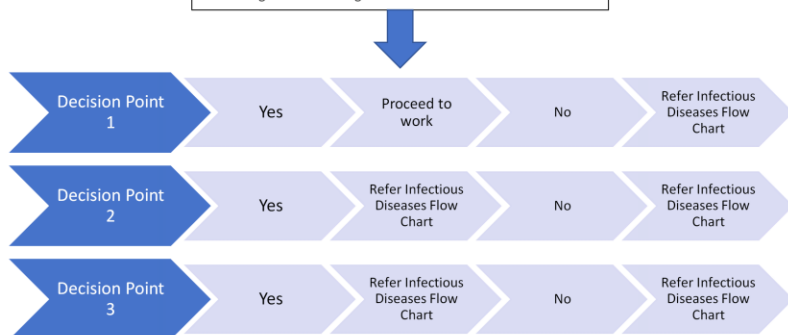 Decision Point
1
Yes
Proceed to
work
No
Refer Infectious
Diseases Flow
Chart
Decision Point
2
Yes
Refer Infectious
Diseases Flow
Chart
No
Refer Infectious
Diseases Flow
Chart
Decision Point
3
Yes
Refer Infectious
Diseases Flow
Chart
No
Refer Infectious
Diseases Flow
Chart